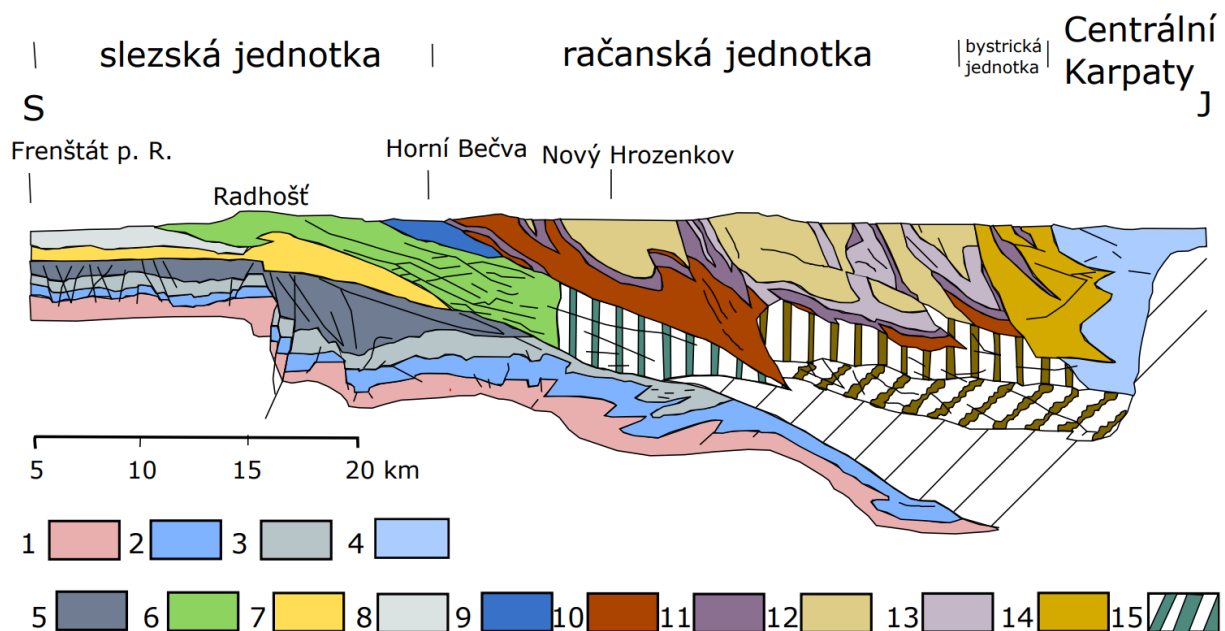 slezská jednotka
račanská jednotka
bystrická
jednotka
Centrální
Karpaty
S
J
Frenštát p. R.
Radhošť
Horní Bečva
Nový Hrozenkov
5 10 15 20 km
1 2 3 4
5 6 7 8 9 10 11 12 13 14 15